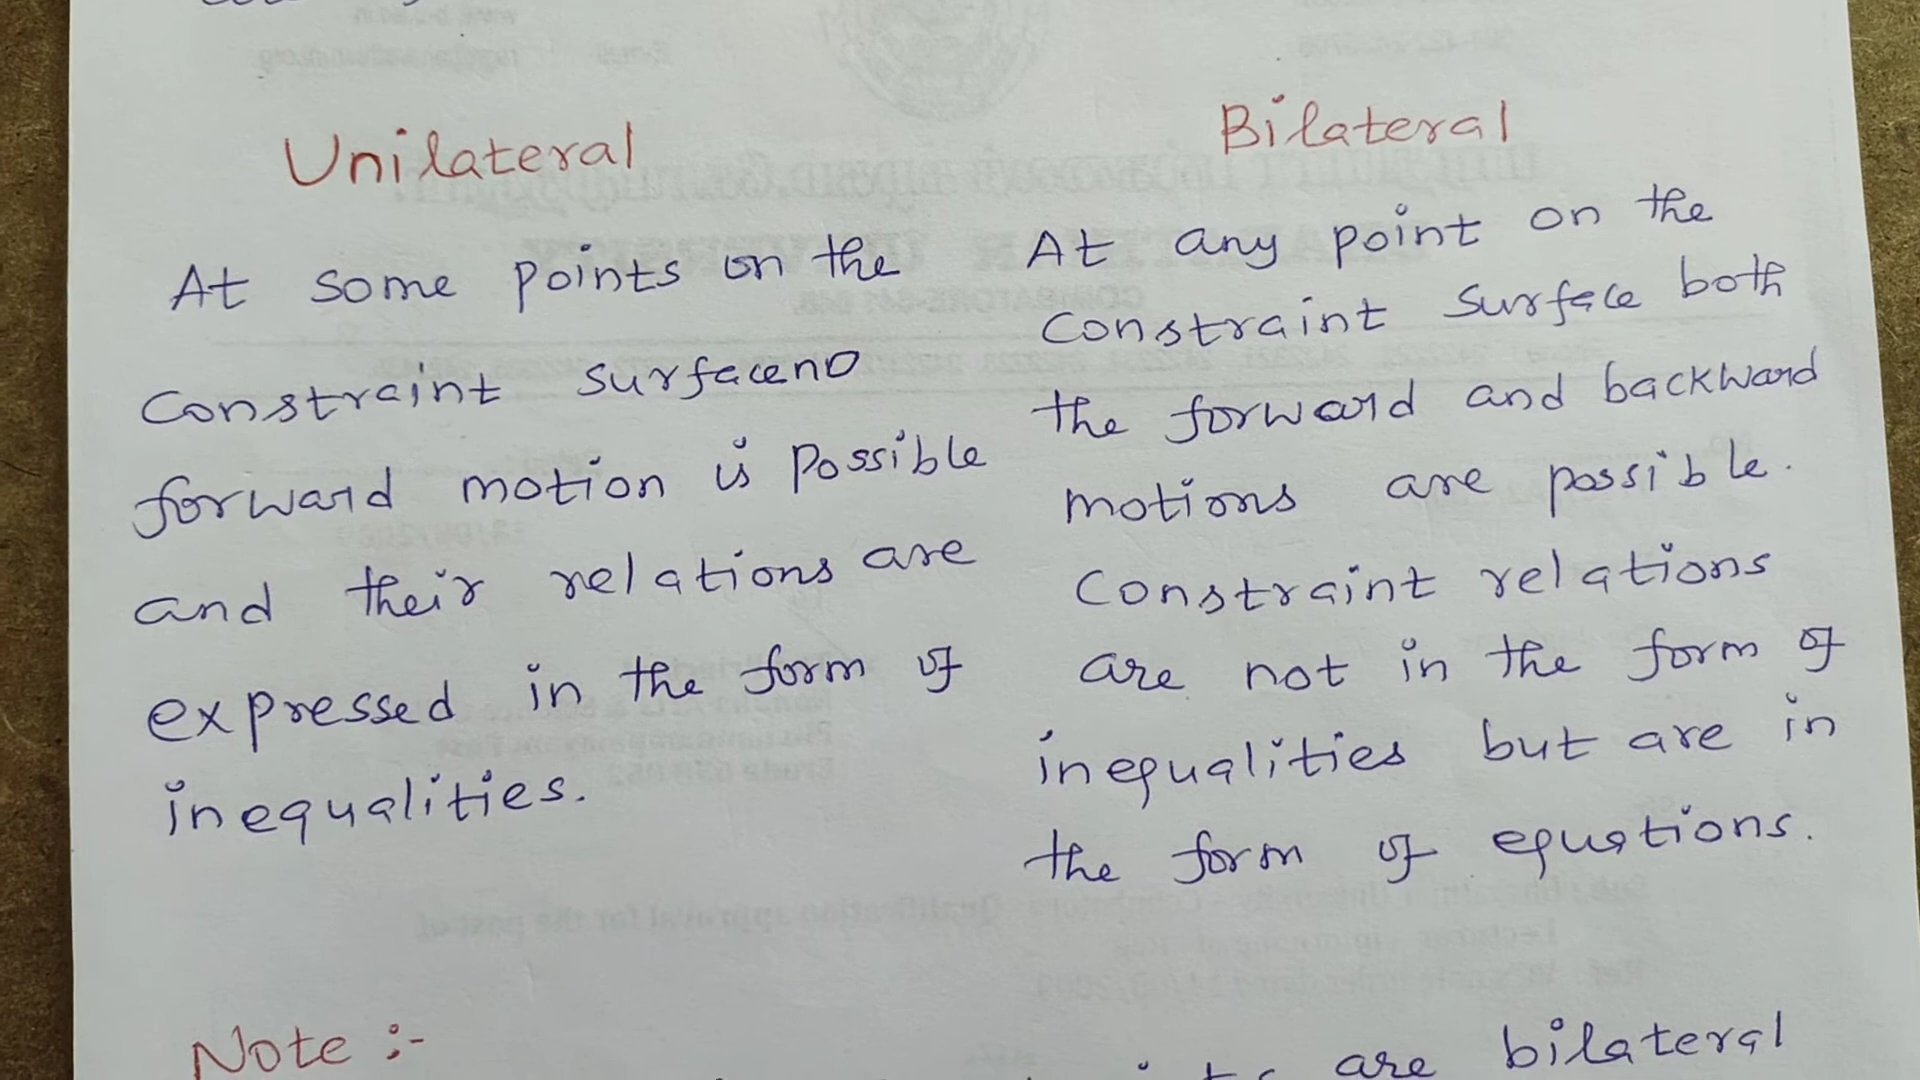 Unilateral
At some points on the
constraint surface no
forward motion is possible
and their relations are
expressed in the form of
inequalities.
Bilateral
At any point on the
constraint surface both
the forward and backward
motions are possible.
Constraint relations
are not in the form of
inequalities but are in
the form of equations.
Note :-
are bilateral